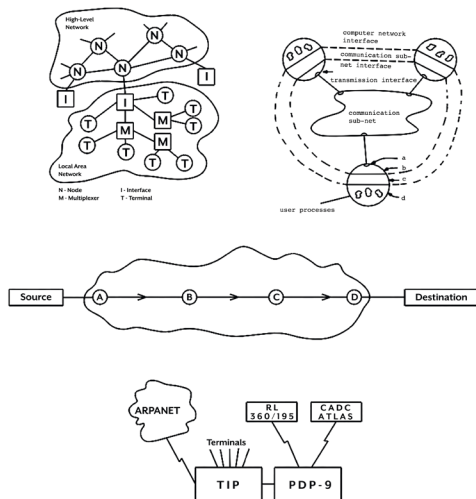 High-Level
Network
N
N
N
N
N
N
I
I
I
T
T
M
M
T
T
M
T
T
T
T
Local Area
Network
N - Node
I - Interface
M - Multiplexer
T - Terminal
computer network
interface
communication sub-
net interface
transmission interface
communication
sub-net
a
b
c
d
user processes
Source
A
B
C
D
Destination
ARPANET
Terminals
RL
360/195
CADC
ATLAS
TIP
PDP-9